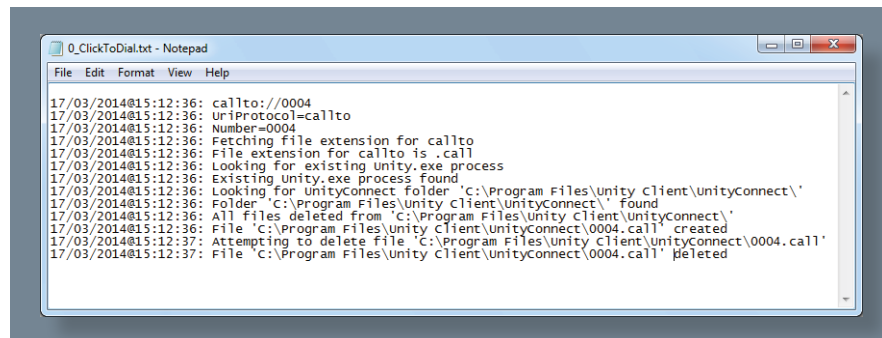 0_ClickToDial.txt - Notepad
File Edit Format View Help
17/03/2014@15:12:36: callto://0004
17/03/2014@15:12:36: UriProtocol=callto
17/03/2014@15:12:36: Number=0004
17/03/2014@15:12:36: Fetching file extension for callto
17/03/2014@15:12:36: File extension for callto is .call
17/03/2014@15:12:36: Looking for existing Unity.exe process
17/03/2014@15:12:36: Existing Unity.exe process found
17/03/2014@15:12:36: Looking for UnityConnect folder 'C:\Program Files\Unity Client\UnityConnect\'
17/03/2014@15:12:36: Folder 'C:\Program Files\Unity Client\UnityConnect\' found
17/03/2014@15:12:36: All files deleted from 'C:\Program Files\Unity Client\UnityConnect\'
17/03/2014@15:12:36: File 'C:\Program Files\Unity Client\UnityConnect\0004.call' created
17/03/2014@15:12:37: Attempting to delete file 'C:\Program Files\Unity Client\UnityConnect\0004.call'
17/03/2014@15:12:37: File 'C:\Program Files\Unity Client\UnityConnect\0004.call' deleted